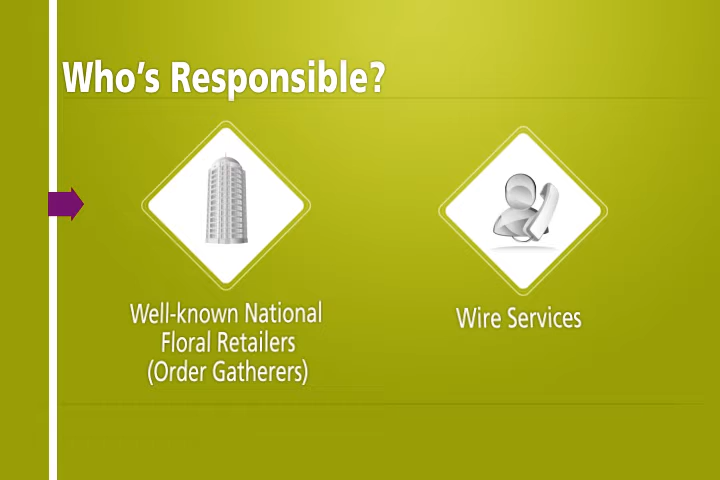 Who's Responsible?
Well-known National
Floral Retailers
(Order Gatherers)
Wire Services